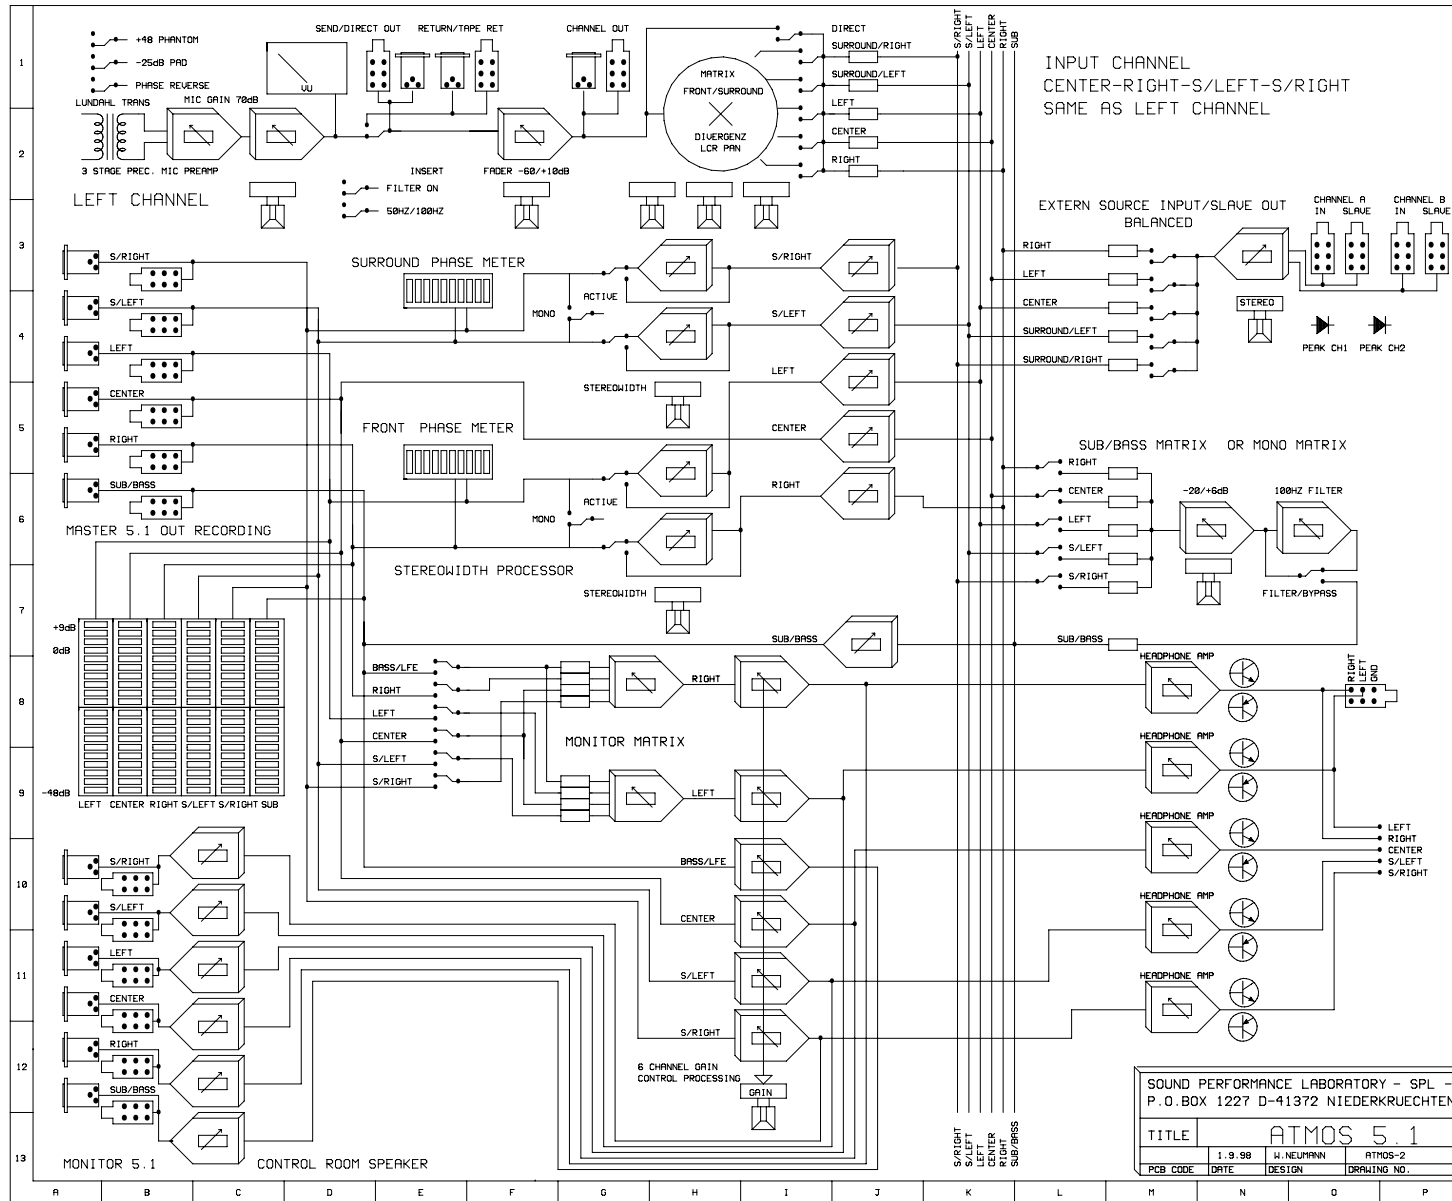 SEND/DIRECT OUT
RETURN/TAPE RET
CHANNEL OUT
DIRECT
+48 PHANTOM
-25dB PAD
PHASE REVERSE
VU
LUNDAHL TRANS
MIC GAIN 70dB
3 STAGE PREC. MIC PREAMP
LEFT CHANNEL
INSERT
FILTER ON
50HZ/100HZ
FADER -60/+10dB
MATRIX
FRONT/SURROUND
DIVERGENZ
LCR PAN
SURROUND/RIGHT
SURROUND/LEFT
LEFT
CENTER
RIGHT
S/RIGHT
S/LEFT
LEFT
CENTER
RIGHT
SUB
INPUT CHANNEL
CENTER-RIGHT-S/LEFT-S/RIGHT
SAME AS LEFT CHANNEL
EXTERN SOURCE INPUT/SLAVE OUT
BALANCED
CHANNEL A
IN SLAVE
CHANNEL B
IN SLAVE
RIGHT
LEFT
CENTER
SURROUND/LEFT
SURROUND/RIGHT
STEREO
PEAK CH1
PEAK CH2
S/RIGHT
S/LEFT
LEFT
CENTER
RIGHT
SUB/BASS
MASTER 5.1 OUT RECORDING
SURROUND PHASE METER
ACTIVE
MONO
STEREOWIDTH
FRONT PHASE METER
ACTIVE
MONO
STEREOWIDTH PROCESSOR
STEREOWIDTH
S/RIGHT
S/LEFT
LEFT
CENTER
RIGHT
SUB/BASS
SUB/BASS MATRIX OR MONO MATRIX
RIGHT
CENTER
LEFT
S/LEFT
S/RIGHT
-20/+6dB
100HZ FILTER
FILTER/BYPASS
SUB/BASS
+9dB
0dB
-48dB
LEFT CENTER RIGHT S/LEFT S/RIGHT SUB
BASS/LFE
RIGHT
LEFT
CENTER
S/LEFT
S/RIGHT
MONITOR MATRIX
RIGHT
LEFT
BASS/LFE
CENTER
S/LEFT
S/RIGHT
6 CHANNEL GAIN
CONTROL PROCESSING
GAIN
HEADPHONE AMP
HEADPHONE AMP
HEADPHONE AMP
HEADPHONE AMP
HEADPHONE AMP
RIGHT
LEFT
GND
LEFT
RIGHT
CENTER
S/LEFT
S/RIGHT
S/RIGHT
S/LEFT
LEFT
CENTER
RIGHT
SUB/BASS
MONITOR 5.1
CONTROL ROOM SPEAKER
S/RIGHT
S/LEFT
LEFT
CENTER
RIGHT
SUB/BASS
SOUND PERFORMANCE LABORATORY - SPL -
P.O.BOX 1227 D-41372 NIEDERKRUECHTEN
TITLE
ATMOS 5.1
1.9.98 W.NEUMANN ATMOS-2
PCB CODE DATE DESIGN DRAWING NO.
1
2
3
4
5
6
7
8
9
10
11
12
13
A B C D E F G H I J K L M N O P